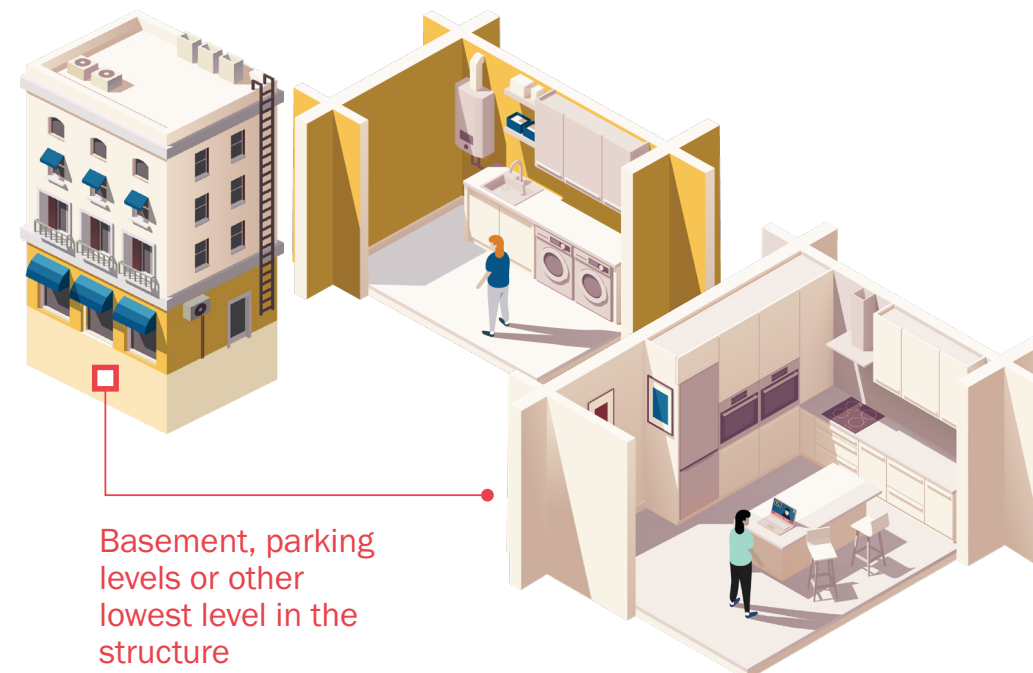 Basement, parking
levels or other
lowest level in the
structure